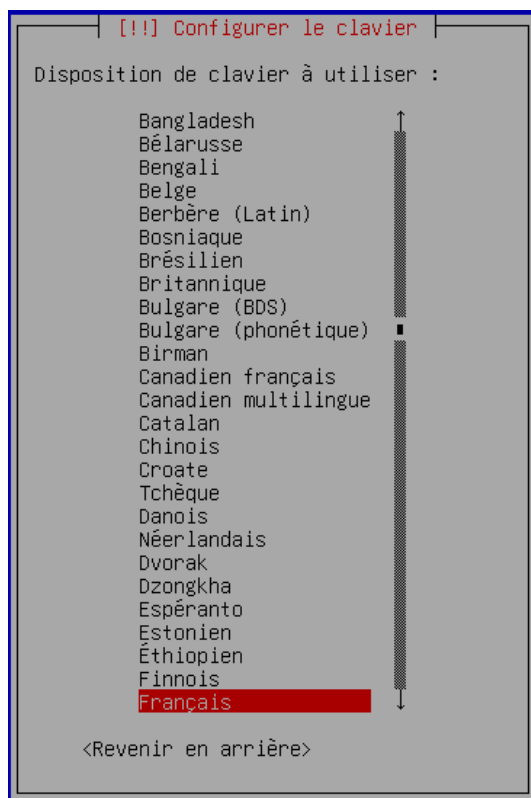 [!!] Configurer le clavier
Disposition de clavier à utiliser :
Bangladesh
Bélarusse
Bengali
Belge
Berbère (Latin)
Bosniaque
Brésilien
Britannique
Bulgare (BDS)
Bulgare (phonétique)
Birman
Canadien français
Canadien multilingue
Catalan
Chinois
Croate
Tchèque
Danois
Néerlandais
Dvorak
Dzongkha
Espéranto
Estonien
Éthiopien
Finnois
Français
<Revenir en arrière>